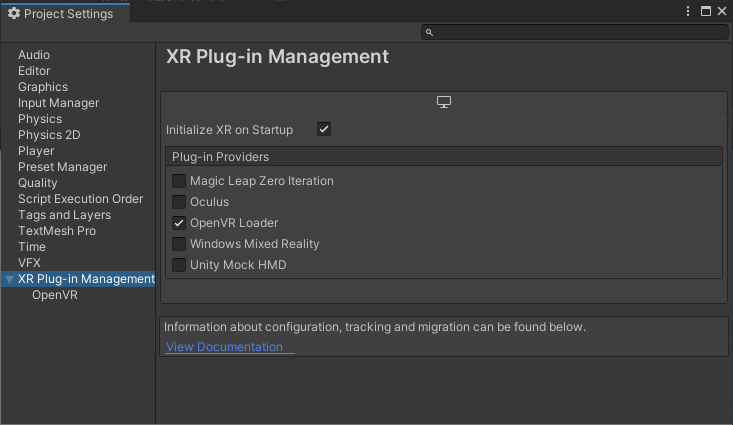 Project Settings
Audio
Editor
Graphics
Input Manager
Physics
Physics 2D
Player
Preset Manager
Quality
Script Execution Order
Tags and Layers
TextMesh Pro
Time
VFX
XR Plug-in Management
OpenVR
XR Plug-in Management
Initialize XR on Startup
Plug-in Providers
Magic Leap Zero Iteration
Oculus
OpenVR Loader
Windows Mixed Reality
Unity Mock HMD
Information about configuration, tracking and migration can be found below.
View Documentation